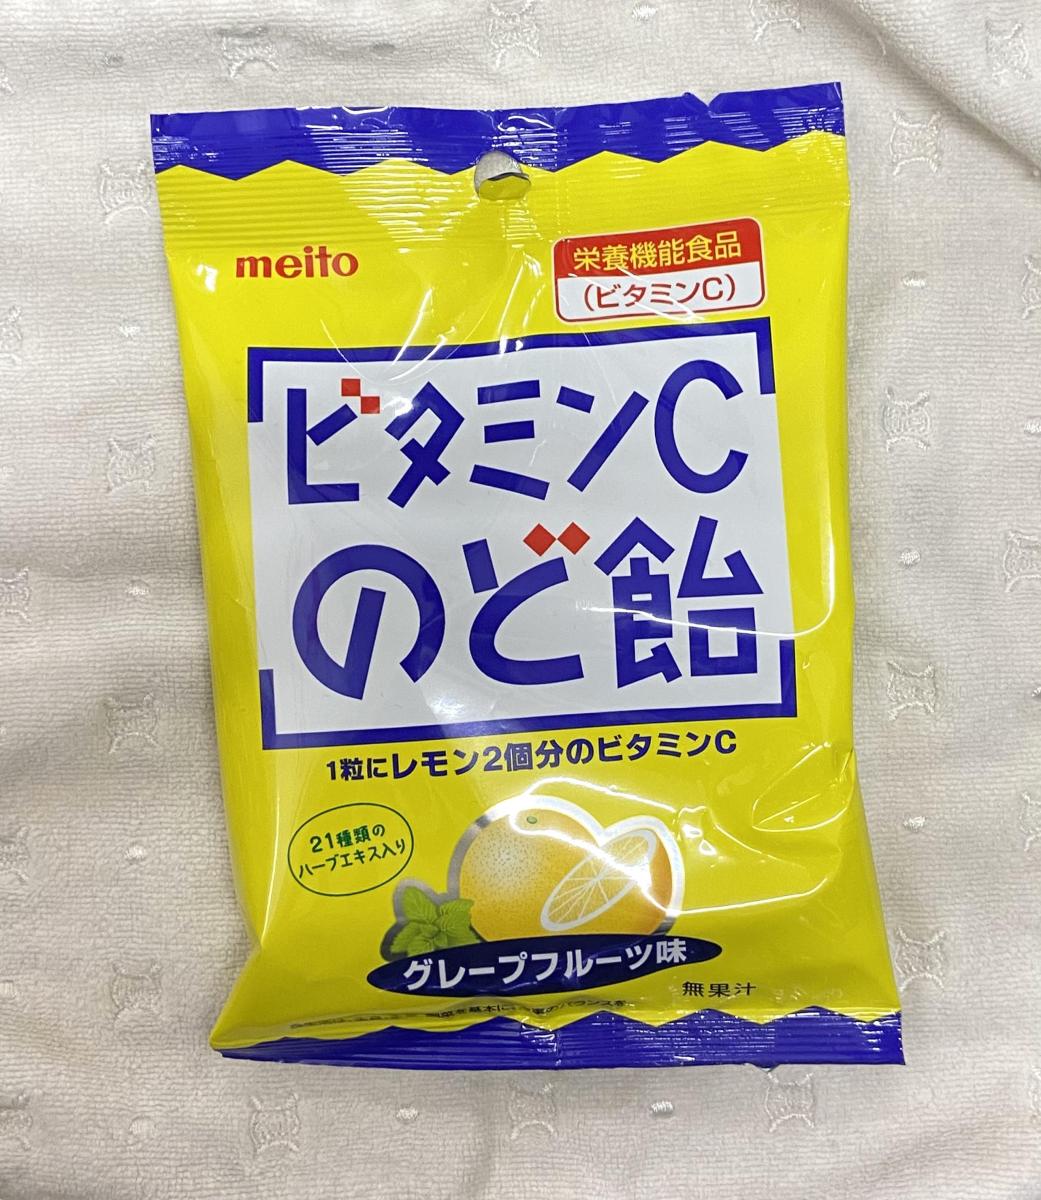 meito
栄養機能食品
(ビタミンC)
ビタミンC
のど飴
1粒にレモン2個分のビタミンC
21種類の
ハーブエキス入り
グレープフルーツ味
無果汁